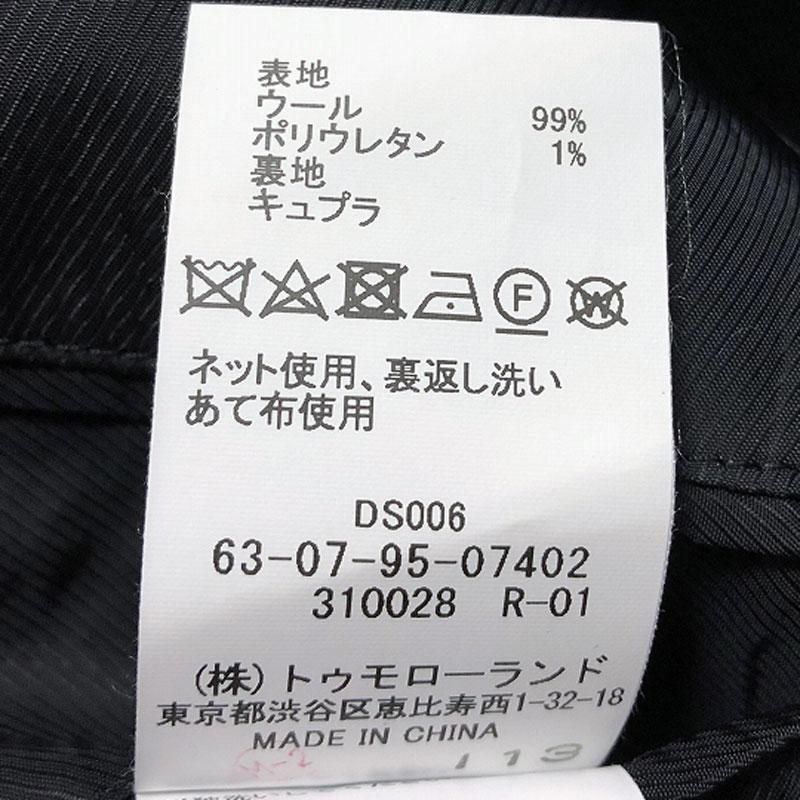 表地
ウール 99%
ポリウレタン 1%
裏地
キュプラ
F W
ネット使用、裏返し洗い
あて布使用
DS006
63-07-95-07402
310028 R-01
(株)トゥモローランド
東京都渋谷区恵比寿西1-32-18
MADE IN CHINA
113